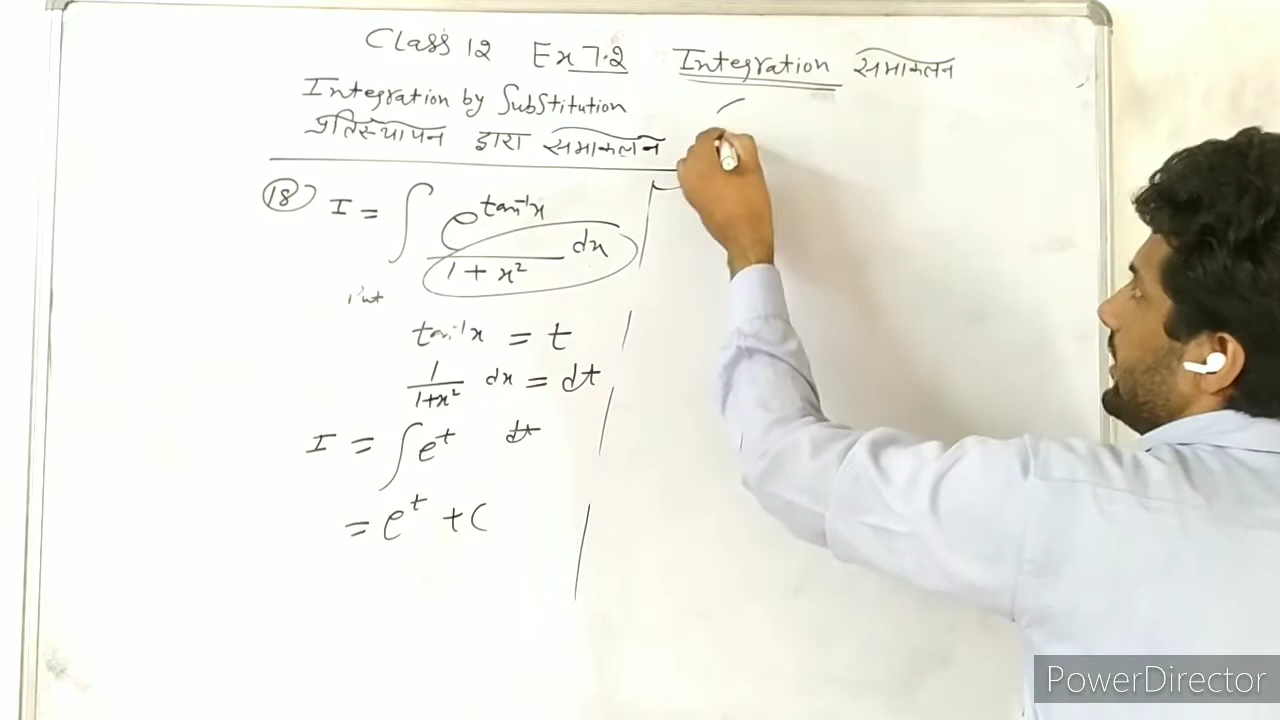 Class 12 Ex 7.2 Integration समाकलन
Integration by Substitution
प्रतिस्थापन द्वारा समाकलन
18 I = ∫ e^{tan⁻¹x} / (1 + x²) dx
Put
tan⁻¹x = t
1/(1+x²) dx = dt
I = ∫ e^t dt
= e^t + C
PowerDirector